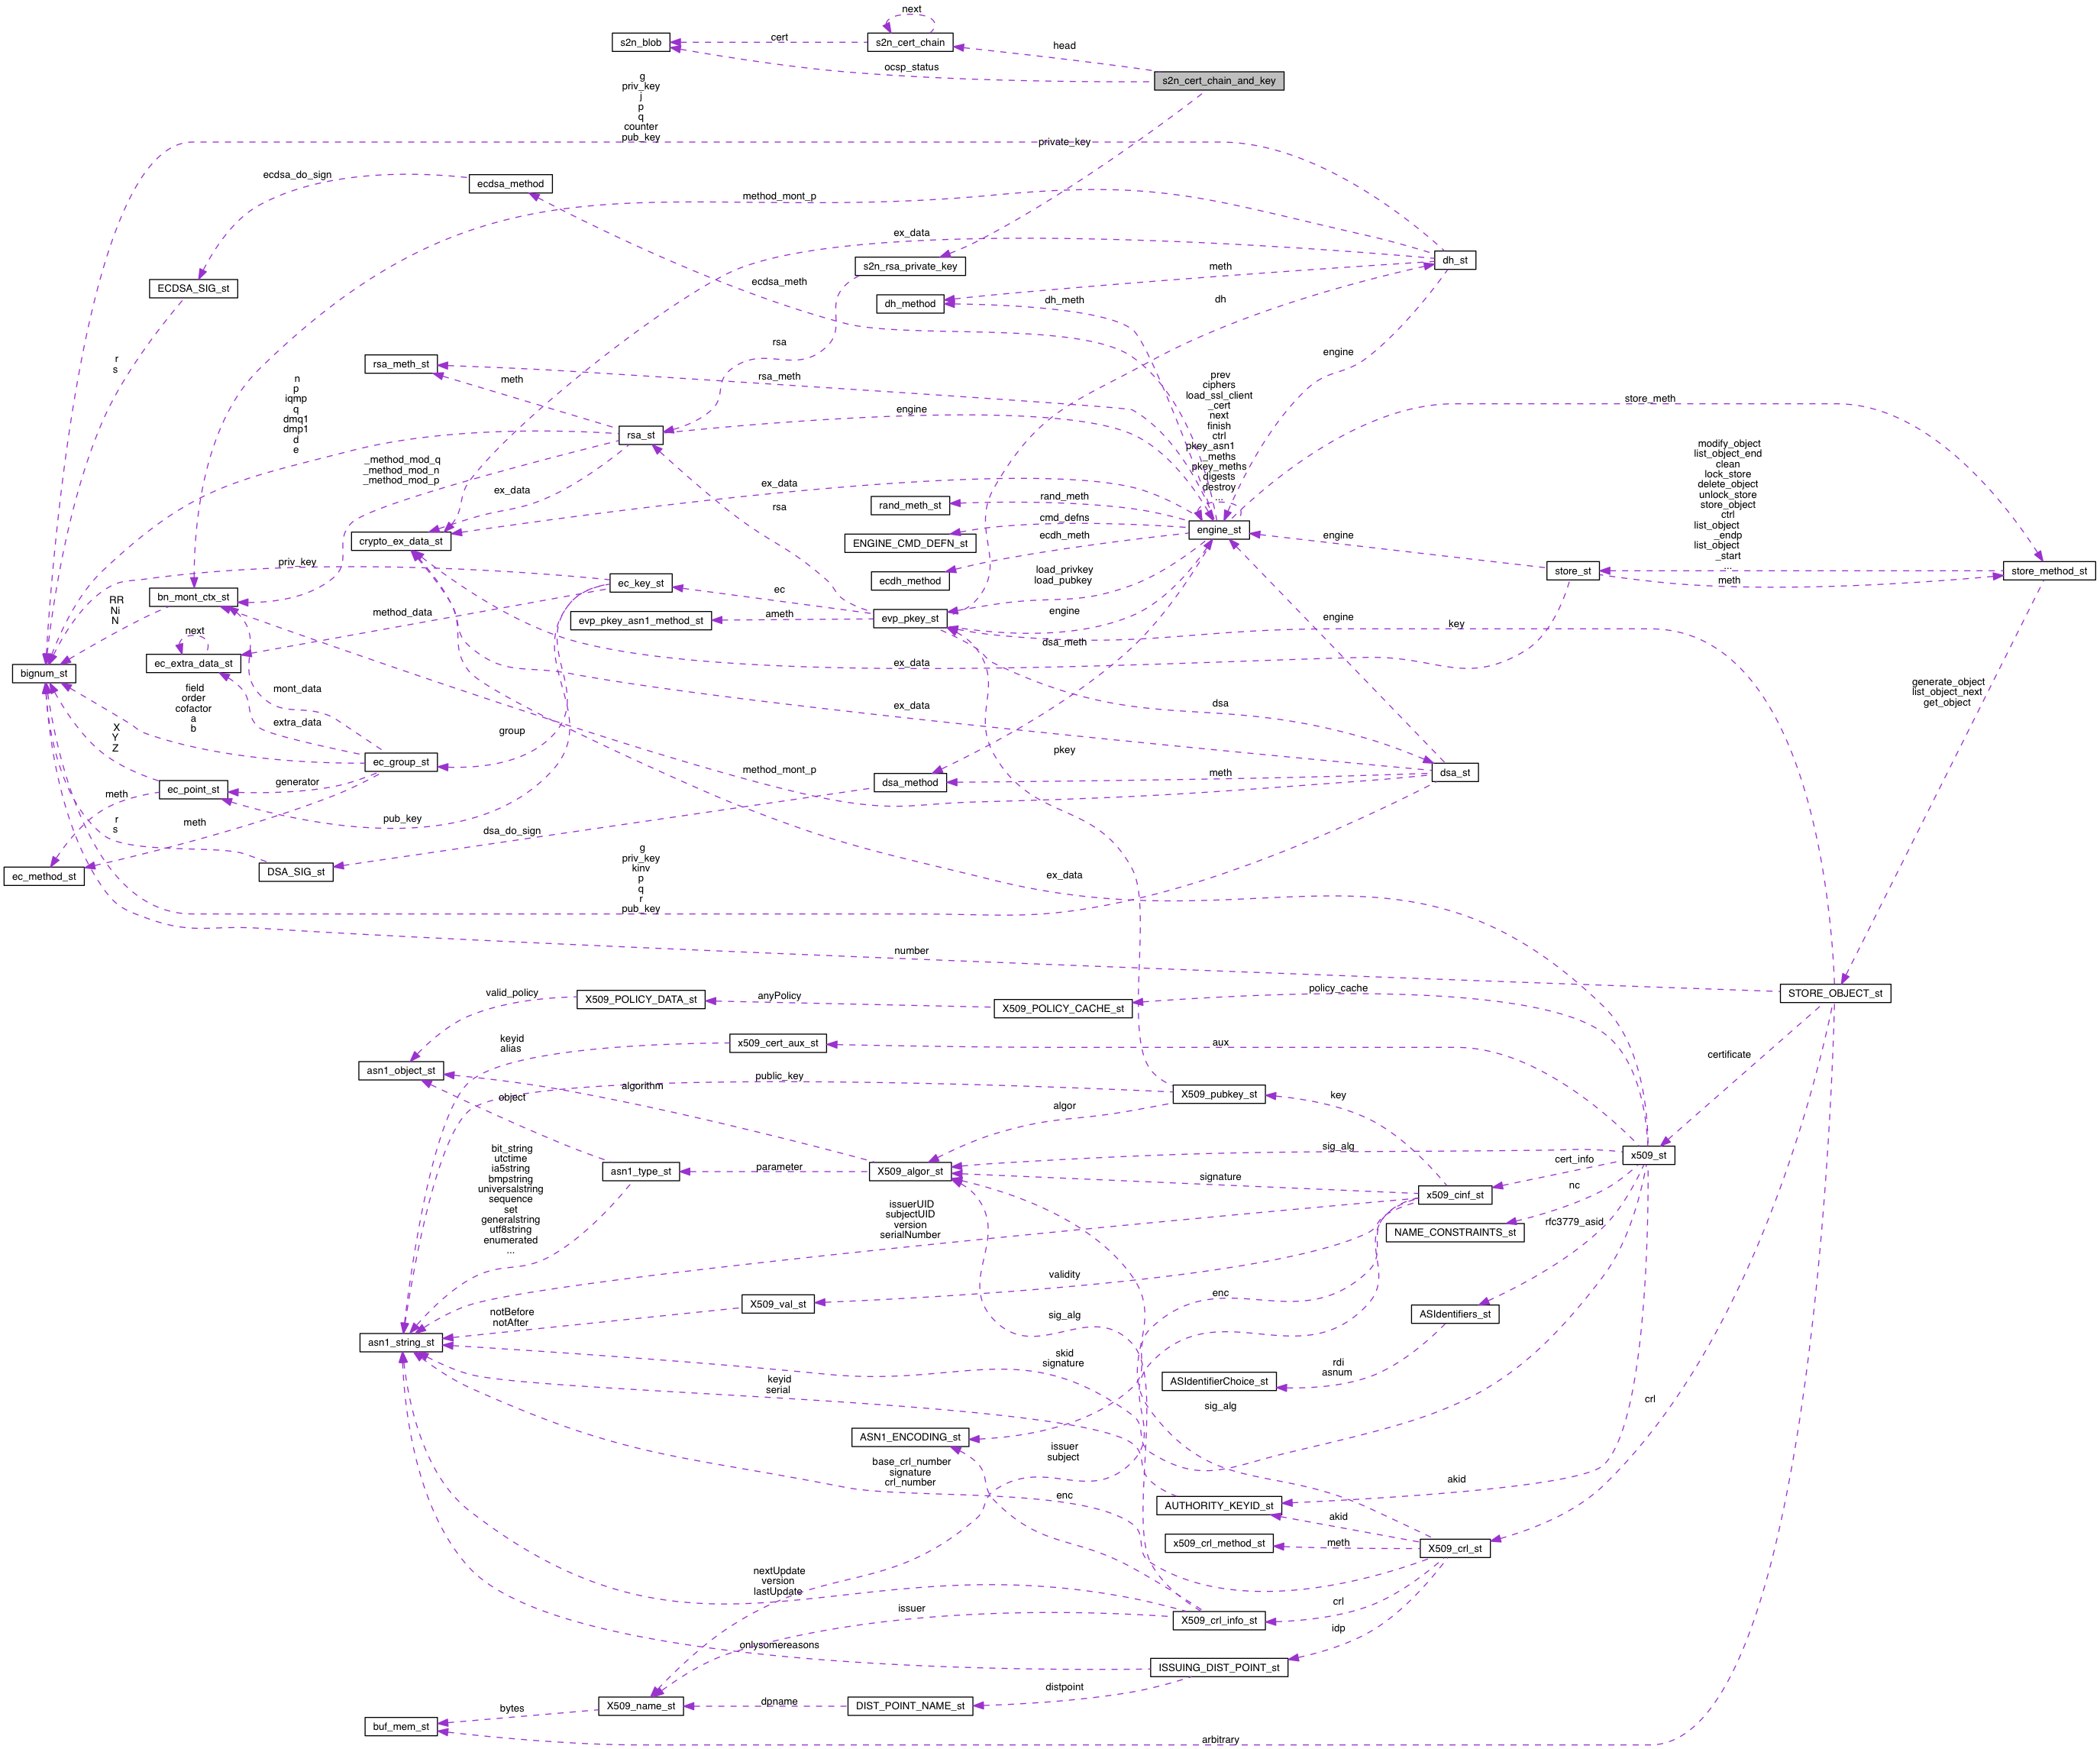 next
s2n_blob
cert
s2n_cert_chain
head
ocsp_status
s2n_cert_chain_and_key
g
priv_key
j
p
q
counter
pub_key
private_key
ecdsa_do_sign
ecdsa_method
method_mont_p
ex_data
s2n_rsa_private_key
dh_st
meth
ECDSA_SIG_st
ecdsa_meth
dh_method
dh_meth
dh
r
s
rsa_meth_st
rsa
engine
meth
rsa_meth
n
p
iqmp
q
dmq1
dmp1
d
e
prev
ciphers
load_ssl_client
_cert
next
finish
ctrl
pkey_asn1
_meths
pkey_meths
digests
destroy
...
store_meth
rsa_st
engine
_method_mod_q
_method_mod_n
_method_mod_p
modify_object
list_object_end
clean
lock_store
delete_object
unlock_store
store_object
ctrl
list_object
_endp
list_object
_start
...
ex_data
ex_data
rsa
rand_meth_st
rand_meth
crypto_ex_data_st
ENGINE_CMD_DEFN_st
cmd_defns
engine_st
ecdh_meth
engine
priv_key
ec_key_st
ecdh_method
load_privkey
load_pubkey
store_st
meth
store_method_st
bn_mont_ctx_st
RR
Ni
N
method_data
ec
evp_pkey_asn1_method_st
ameth
evp_pkey_st
engine
engine
key
next
ec_extra_data_st
dsa_meth
bignum_st
ex_data
field
order
cofactor
a
b
mont_data
extra_data
ex_data
dsa
generate_object
list_object_next
get_object
X
Y
Z
group
pkey
ec_group_st
generator
method_mont_p
meth
dsa_st
ec_point_st
dsa_method
meth
r
s
meth
pub_key
dsa_do_sign
ec_method_st
DSA_SIG_st
g
priv_key
kinv
p
q
r
pub_key
ex_data
number
X509_POLICY_DATA_st
valid_policy
anyPolicy
X509_POLICY_CACHE_st
policy_cache
STORE_OBJECT_st
keyid
alias
x509_cert_aux_st
aux
certificate
asn1_object_st
algorithm
public_key
object
X509_pubkey_st
key
algor
bit_string
utctime
ia5string
bmpstring
universalstring
sequence
set
generalstring
utf8string
enumerated
...
asn1_type_st
parameter
X509_algor_st
sig_alg
x509_st
cert_info
signature
nc
x509_cinf_st
issuerUID
subjectUID
version
serialNumber
rfc3779_asid
NAME_CONSTRAINTS_st
validity
enc
notBefore
notAfter
X509_val_st
sig_alg
ASIdentifiers_st
asn1_string_st
skid
signature
rdi
asnum
keyid
serial
ASIdentifierChoice_st
crl
sig_alg
ASN1_ENCODING_st
issuer
subject
base_crl_number
signature
crl_number
akid
enc
AUTHORITY_KEYID_st
akid
x509_crl_method_st
meth
X509_crl_st
nextUpdate
version
lastUpdate
issuer
crl
X509_crl_info_st
idp
onlysomereasons
ISSUING_DIST_POINT_st
distpoint
X509_name_st
dpname
DIST_POINT_NAME_st
bytes
buf_mem_st
arbitrary